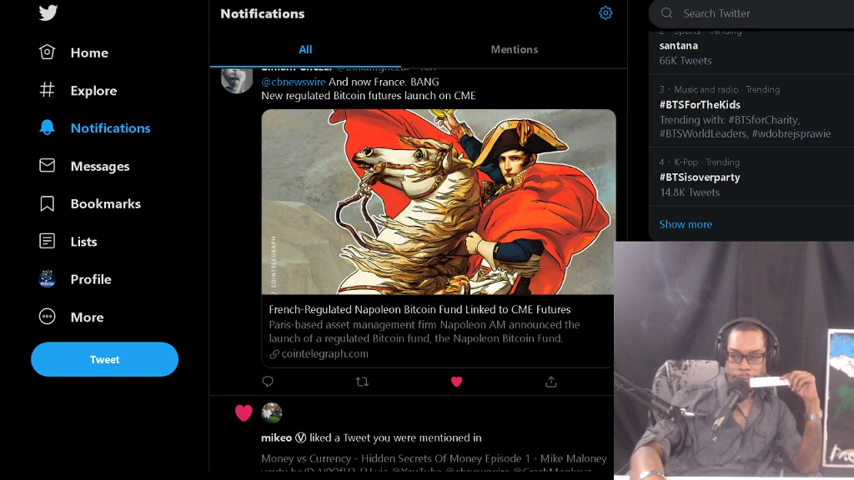 Notifications
Search Twitter
Home
Explore
Notifications
Messages
Bookmarks
Lists
Profile
More
Tweet
All
Mentions
@cbnewswire And now France. BANG
New regulated Bitcoin futures launch on CME
COINTELEGRAPH
French-Regulated Napoleon Bitcoin Fund Linked to CME Futures
Paris-based asset management firm Napoleon AM announced the
launch of a regulated Bitcoin fund, the Napoleon Bitcoin Fund.
cointelegraph.com
mikeo Ⓥ liked a Tweet you were mentioned in
Money vs Currency - Hidden Secrets Of Money Episode 1 - Mike Maloney
2 · Sports · Trending
santana
66K Tweets
3 · Music and radio · Trending
#BTSForTheKids
Trending with: #BTSforCharity,
#BTSWorldLeaders, #wdobrejsprawie
4 · K-Pop · Trending
#BTSisoverparty
14.8K Tweets
Show more